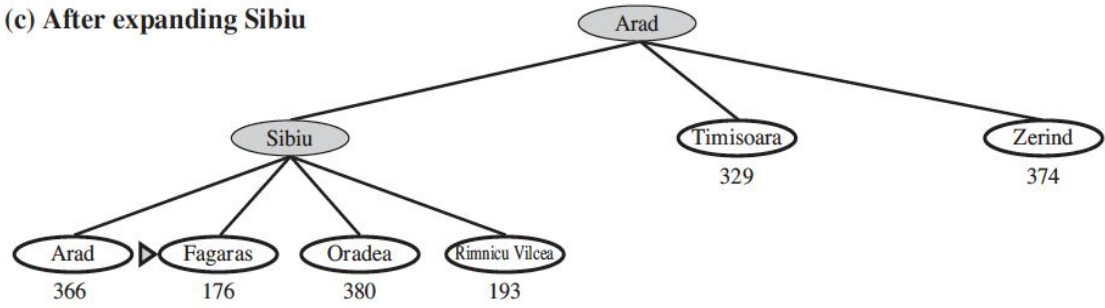 (c) After expanding Sibiu
Arad
Sibiu
Timisoara
Zerind
329
374
Arad
Fagaras
Oradea
Rimnicu Vilcea
366
176
380
193